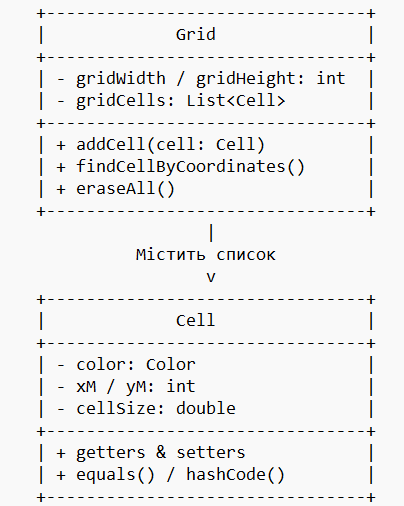 Grid
- gridWidth / gridHeight: int
- gridCells: List<Cell>
+ addCell(cell: Cell)
+ findCellByCoordinates()
+ eraseAll()
Містить список
v
Cell
- color: Color
- xM / yM: int
- cellSize: double
+ getters & setters
+ equals() / hashCode()